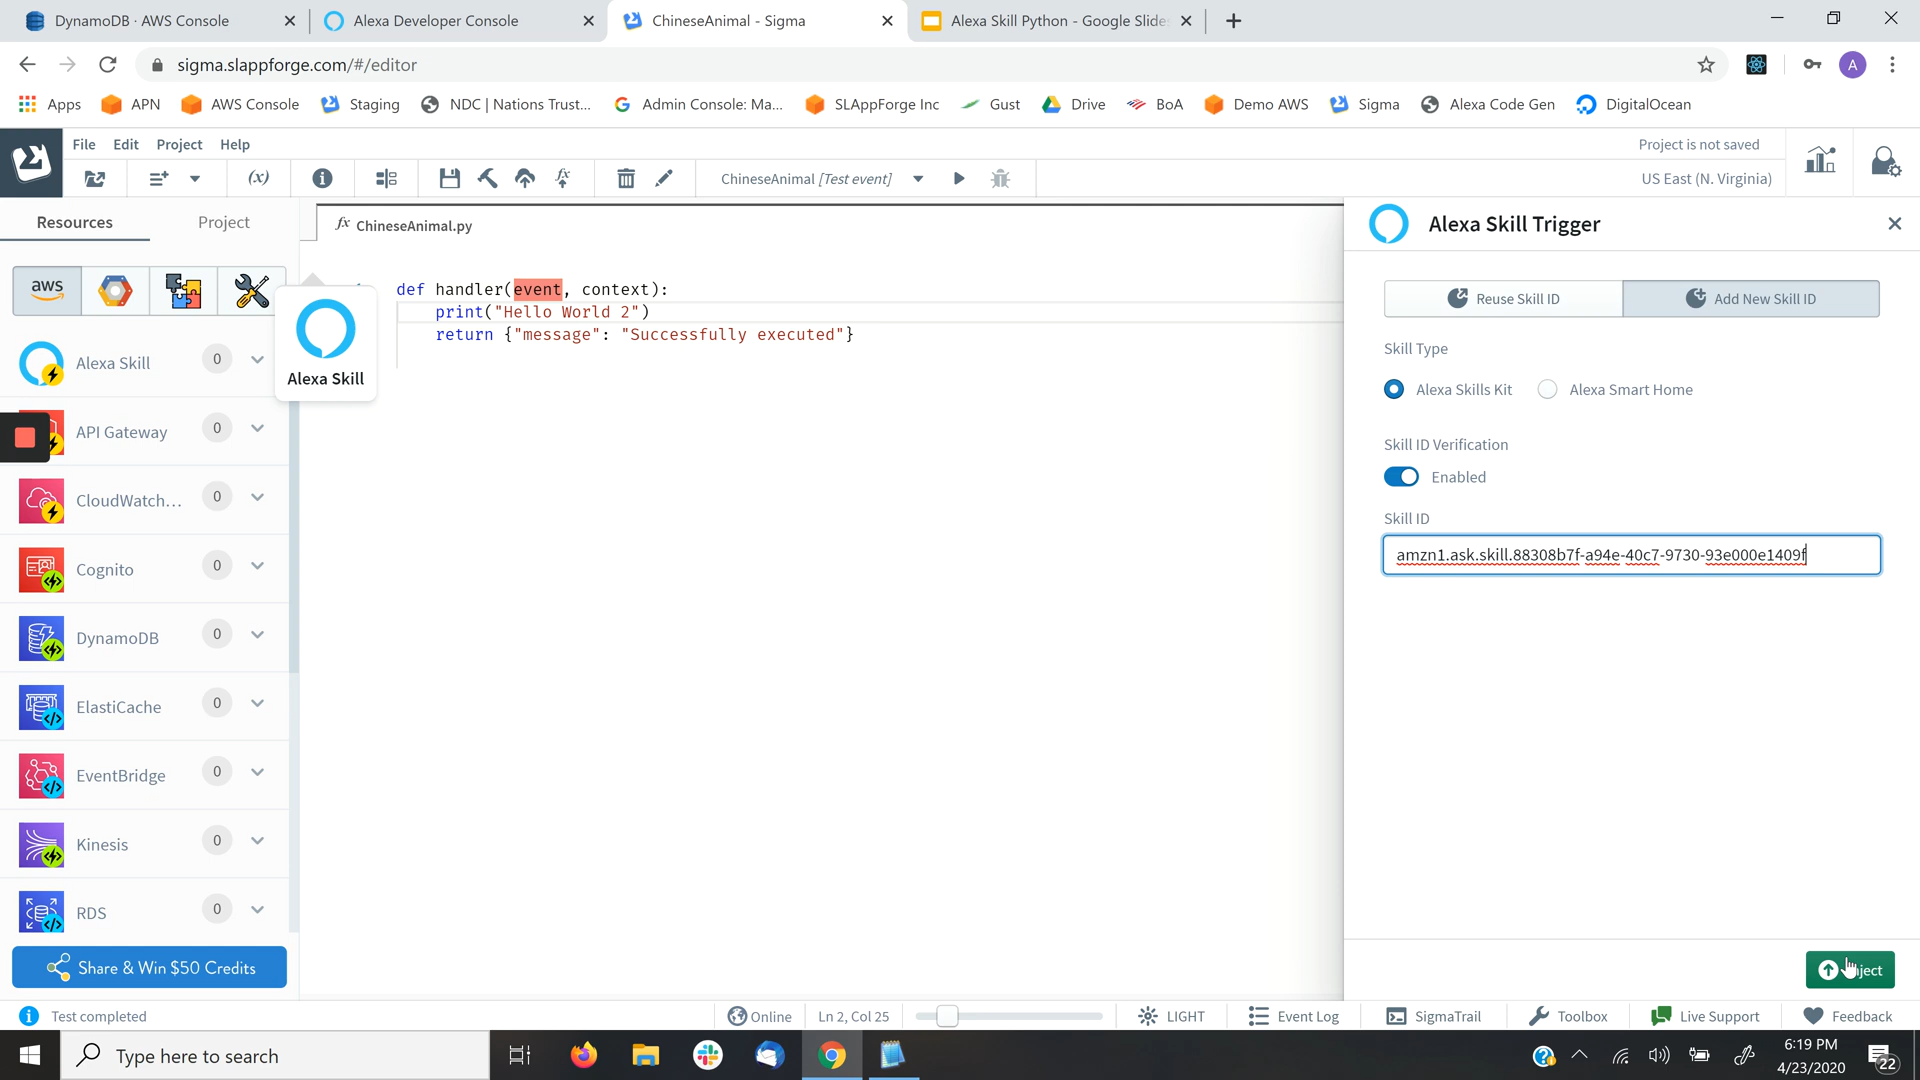 DynamoDB · AWS Console
Alexa Developer Console
ChineseAnimal - Sigma
Alexa Skill Python - Google Slides
sigma.slappforge.com/#/editor
A
Apps
APN
AWS Console
Staging
NDC | Nations Trust...
Admin Console: Ma...
SLAppForge Inc
Gust
Drive
BoA
Demo AWS
Sigma
Alexa Code Gen
DigitalOcean
File
Edit
Project
Help
Project is not saved
(x)
ChineseAnimal [Test event]
US East (N. Virginia)
Resources
Project
fx ChineseAnimal.py
Alexa Skill Trigger
aws
def handler(event, context):
print("Hello World 2")
return {"message": "Successfully executed"}
Reuse Skill ID
Add New Skill ID
Skill Type
Alexa Skills Kit
Alexa Smart Home
Skill ID Verification
Enabled
Skill ID
amzn1.ask.skill.88308b7f-a94e-40c7-9730-93e000e1409f
Alexa Skill
0
Alexa Skill
API Gateway
0
CloudWatch...
0
Cognito
0
DynamoDB
0
ElastiCache
0
EventBridge
0
Kinesis
0
RDS
0
Share & Win $50 Credits
Test completed
Online
Ln 2, Col 25
LIGHT
Event Log
SigmaTrail
Toolbox
Live Support
Feedback
Type here to search
6:19 PM
4/23/2020
22